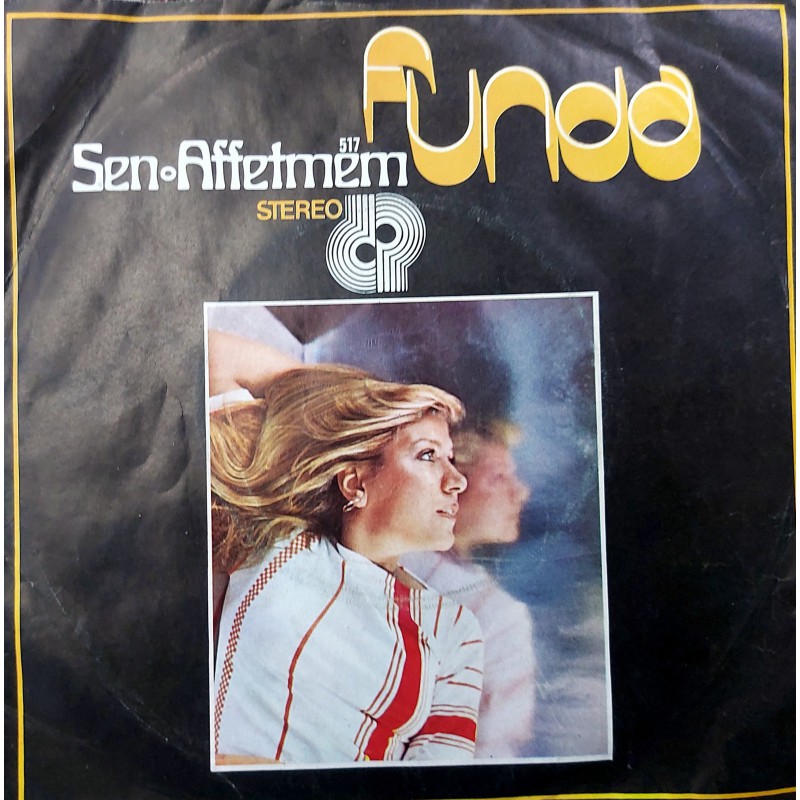 Funda
517
Sen • Affetmem
STEREO